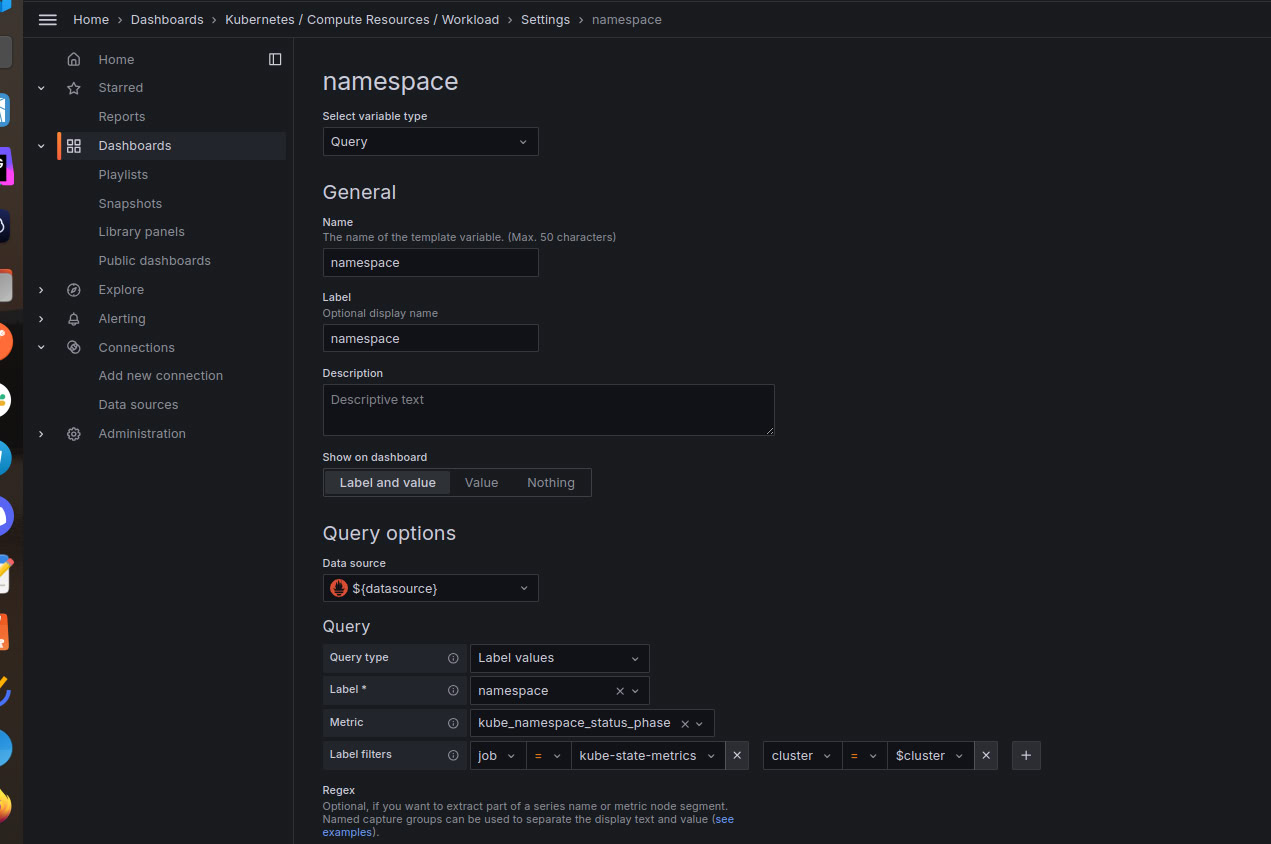 Home › Dashboards › Kubernetes / Compute Resources / Workload › Settings › namespace
Home
Starred
Reports
Dashboards
Playlists
Snapshots
Library panels
Public dashboards
Explore
Alerting
Connections
Add new connection
Data sources
Administration
namespace
Select variable type
Query
General
Name
The name of the template variable. (Max. 50 characters)
namespace
Label
Optional display name
namespace
Description
Descriptive text
Show on dashboard
Label and value Value Nothing
Query options
Data source
${datasource}
Query
Query type Label values
Label * namespace
Metric kube_namespace_status_phase
Label filters job = kube-state-metrics cluster = $cluster
Regex
Optional, if you want to extract part of a series name or metric node segment.
Named capture groups can be used to separate the display text and value (see
examples).